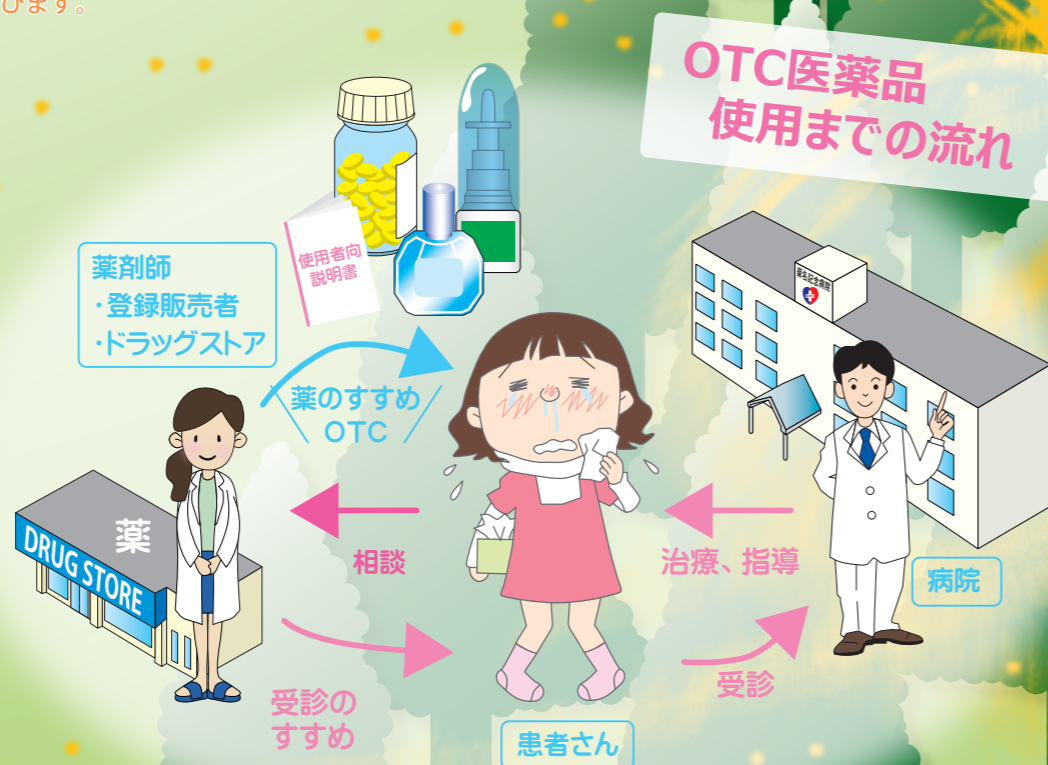 びます。
OTC医薬品
使用までの流れ
使用者向
説明書
薬剤師
・登録販売者
・ドラッグストア
薬のすすめ
OTC
薬
DRUG STORE
相談
治療、指導
病院
受診の
すすめ
受診
患者さん